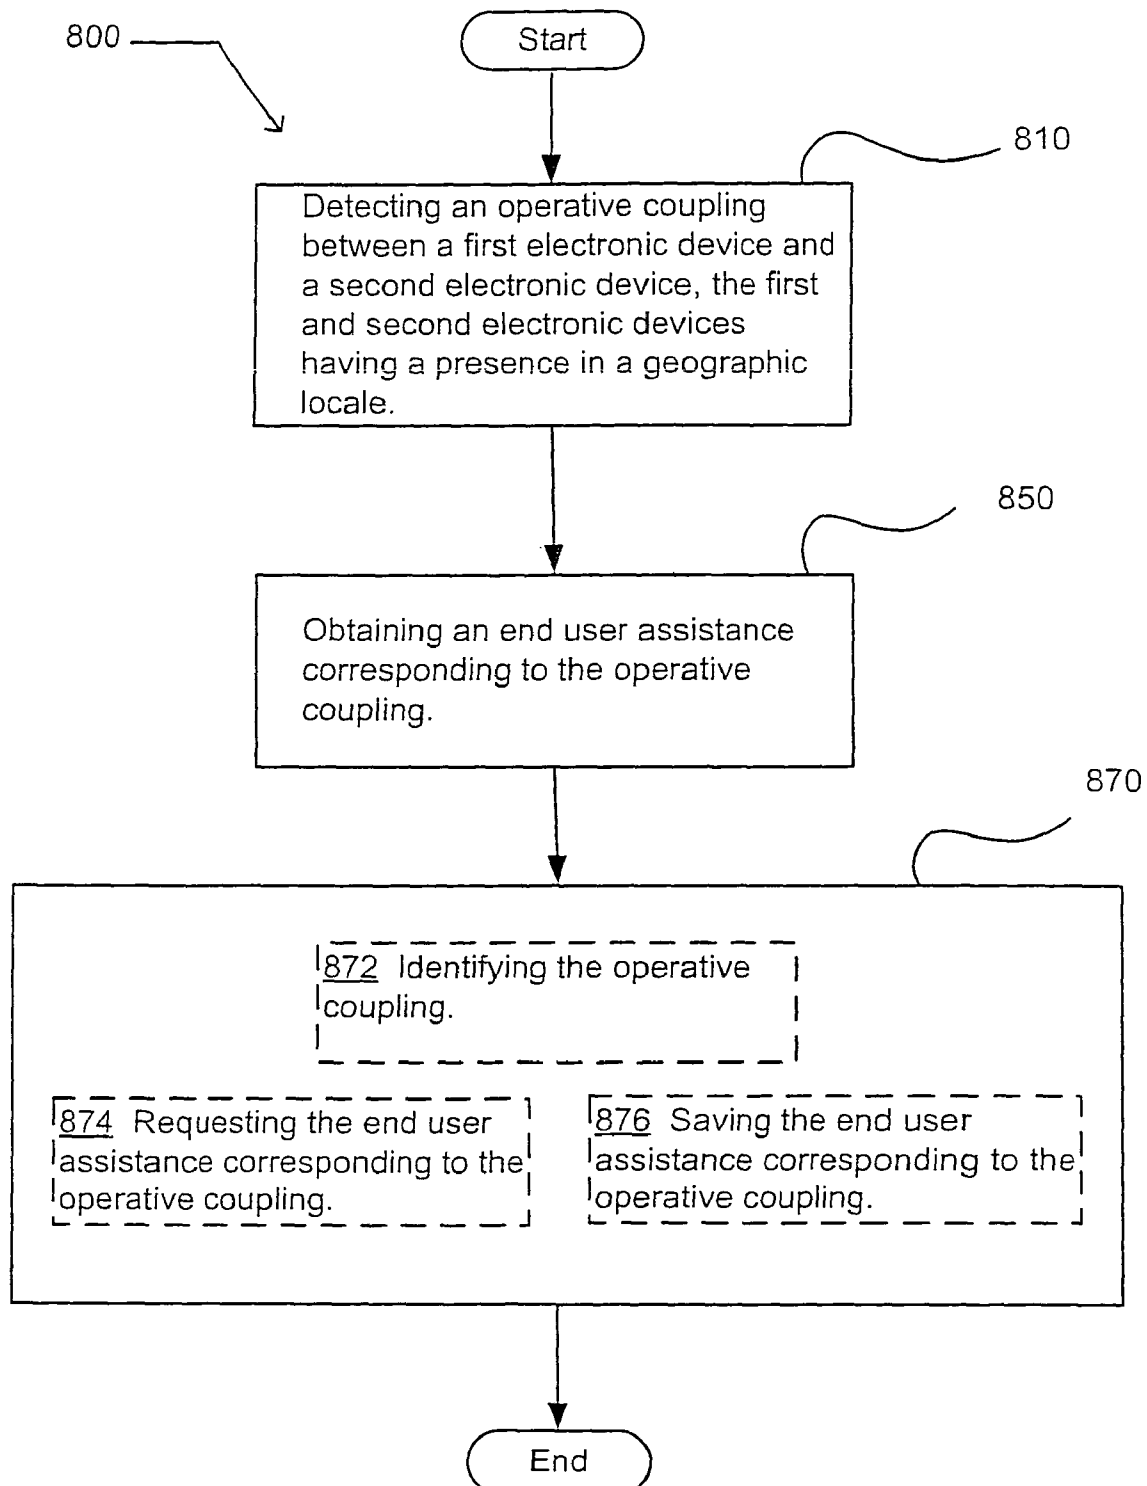 800
Start
810
Detecting an operative coupling
between a first electronic device and
a second electronic device, the first
and second electronic devices
having a presence in a geographic
locale.
850
Obtaining an end user assistance
corresponding to the operative
coupling.
870
872 Identifying the operative
coupling.
874 Requesting the end user
assistance corresponding to the
operative coupling.
876 Saving the end user
assistance corresponding to the
operative coupling.
End